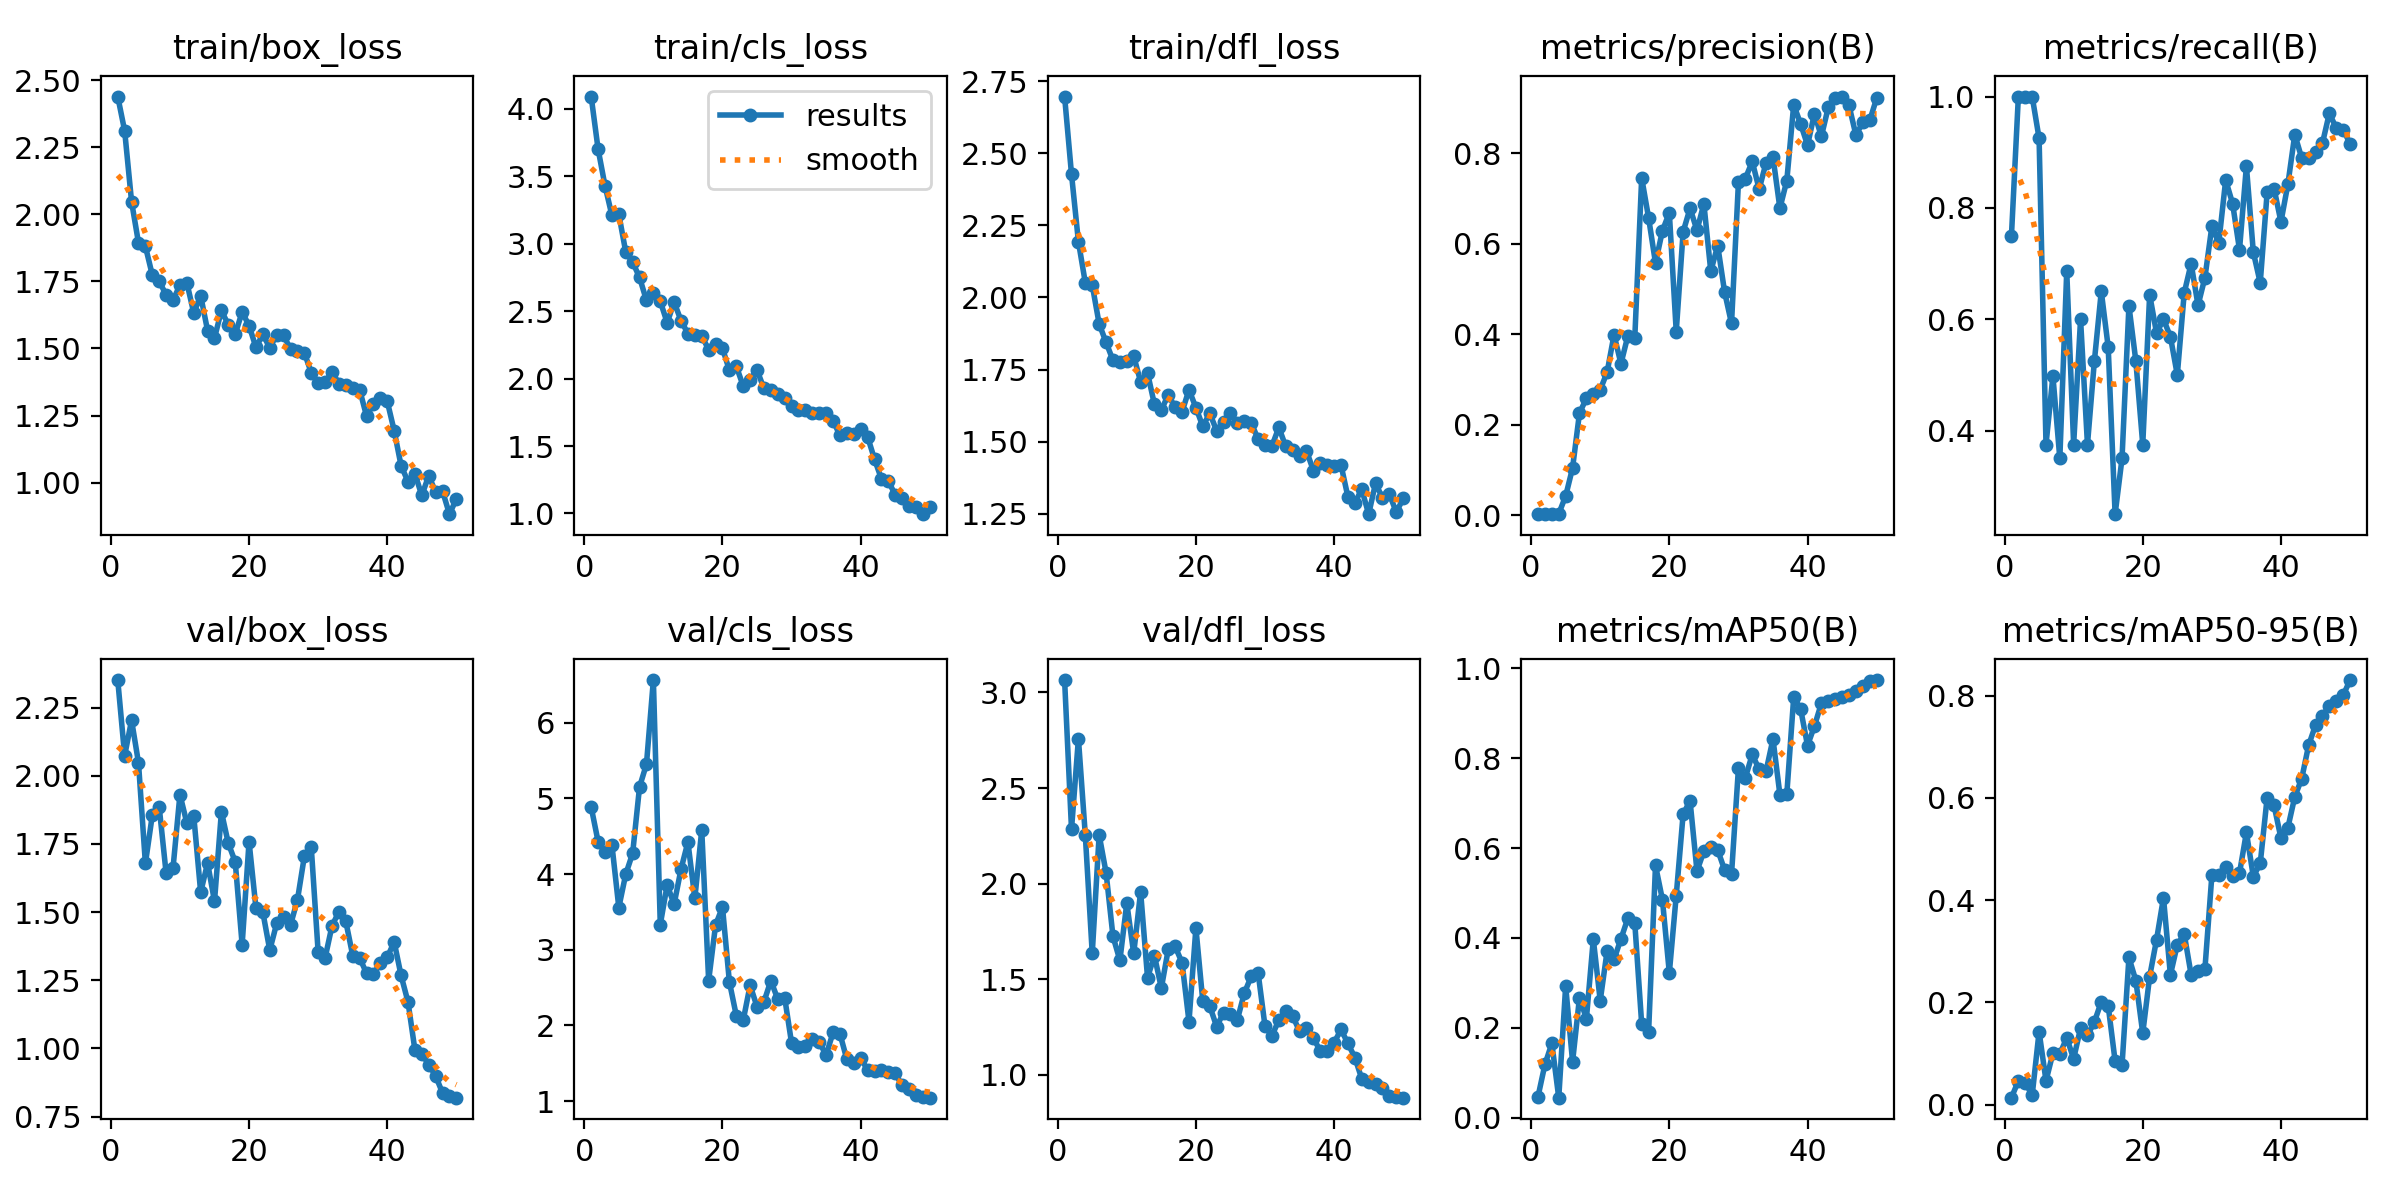 train/box_loss
2.50
2.25
2.00
1.75
1.50
1.25
1.00
0 20 40
train/cls_loss
results
smooth
4.0
3.5
3.0
2.5
2.0
1.5
1.0
0 20 40
train/dfl_loss
2.75
2.50
2.25
2.00
1.75
1.50
1.25
0 20 40
metrics/precision(B)
0.8
0.6
0.4
0.2
0.0
0 20 40
metrics/recall(B)
1.0
0.8
0.6
0.4
0 20 40
val/box_loss
2.25
2.00
1.75
1.50
1.25
1.00
0.75
0 20 40
val/cls_loss
6
5
4
3
2
1
0 20 40
val/dfl_loss
3.0
2.5
2.0
1.5
1.0
0 20 40
metrics/mAP50(B)
1.0
0.8
0.6
0.4
0.2
0.0
0 20 40
metrics/mAP50-95(B)
0.8
0.6
0.4
0.2
0.0
0 20 40